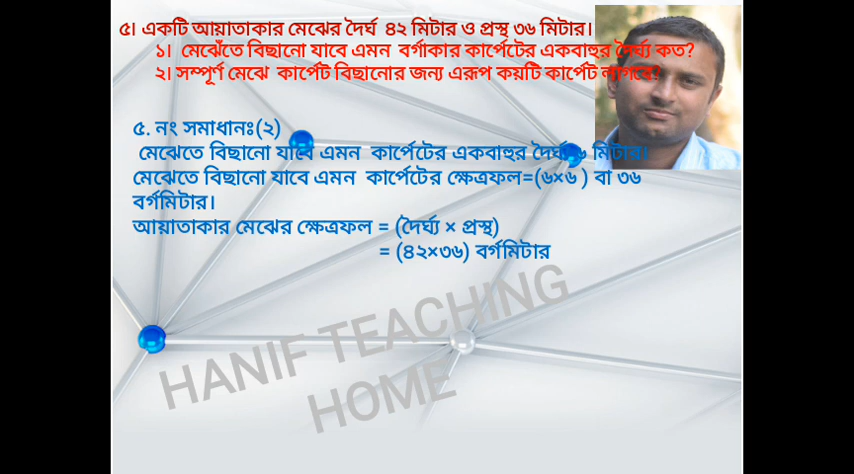 ৫। একটি আয়াতাকার মেঝের দৈর্ঘ ৪২ মিটার ও প্রস্থ ৩৬ মিটার।
১। মেঝেঁতে বিছানো যাবে এমন বর্গাকার কার্পেটের একবাহুর দৈর্ঘ্য কত?
২। সম্পূর্ণ মেঝে কার্পেট বিছানোর জন্য এরূপ কয়টি কার্পেট লাগবে?
৫. নং সমাধানঃ(২)
মেঝেতে বিছানো যাবে এমন কার্পেটের একবাহুর দৈর্ঘ্য ৬ মিটার।
মেঝেতে বিছানো যাবে এমন কার্পেটের ক্ষেত্রফল=(৬×৬ ) বা ৩৬
বর্গমিটার।
আয়াতাকার মেঝের ক্ষেত্রফল = (দৈর্ঘ্য × প্রস্থ)
= (৪২×৩৬) বর্গমিটার
HANIF TEACHING
HOME